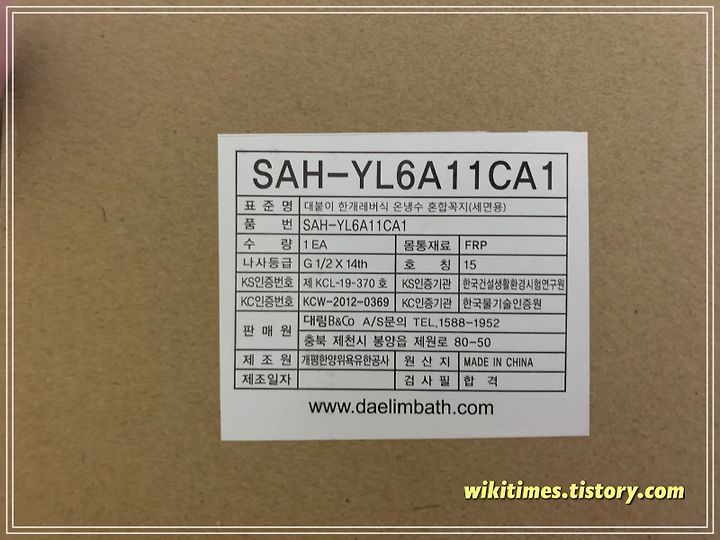 SAH-YL6A11CA1
표 준 명 대붙이 한개레버식 온냉수 혼합꼭지(세면용)
품 번 SAH-YL6A11CA1
수 량 1 EA 몸통재료 FRP
나사등급 G 1/2 X 14th 호 칭 15
KS인증번호 제 KCL-19-370 호 KS인증기관 한국건설생활환경시험연구원
KC인증번호 KCW-2012-0369 KC인증기관 한국물기술인증원
판 매 원 대림B&Co A/S문의 TEL.1588-1952
충북 제천시 봉양읍 제원로 80-50
제 조 원 개평한양위욕유한공사 원 산 지 MADE IN CHINA
제조일자 검 사 필 합 격
www.daelimbath.com
wikitimes.tistory.com